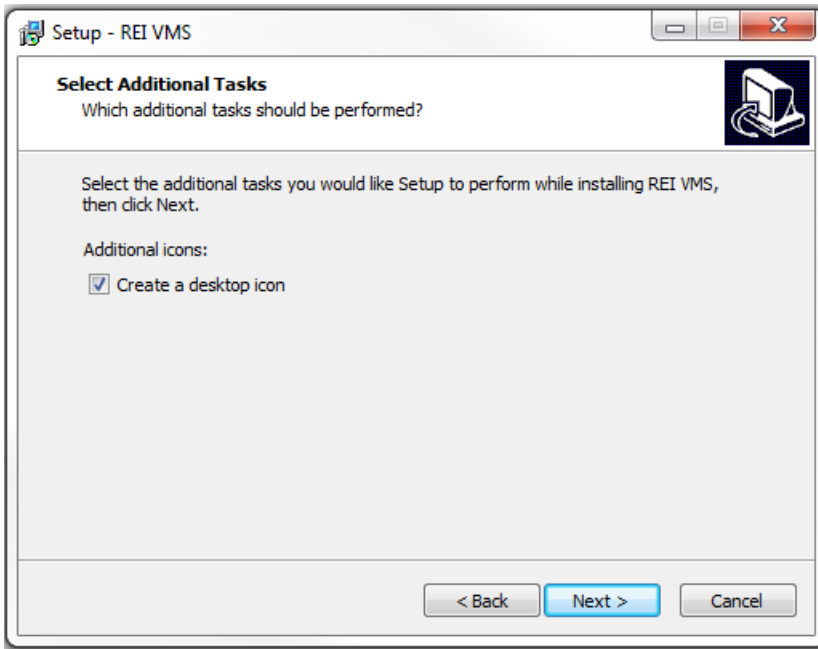 Setup - REI VMS
Select Additional Tasks
Which additional tasks should be performed?
Select the additional tasks you would like Setup to perform while installing REI VMS,
then click Next.
Additional icons:
Create a desktop icon
< Back
Next >
Cancel